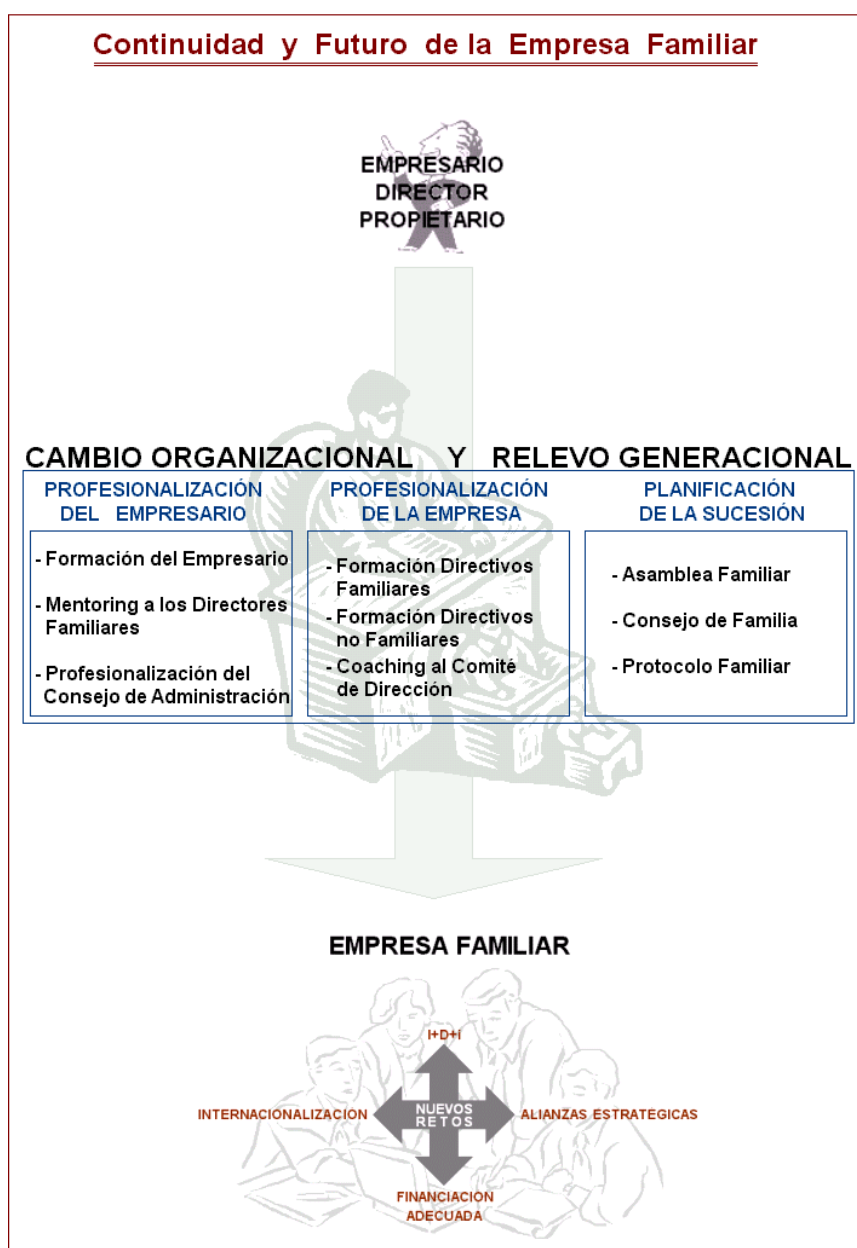 Continuidad y Futuro de la Empresa Familiar
EMPRESARIO
DIRECTOR
PROPIETARIO
CAMBIO ORGANIZACIONAL Y RELEVO GENERACIONAL
PROFESIONALIZACIÓN
DEL EMPRESARIO
- Formación del Empresario
- Mentoring a los Directores
Familiares
- Profesionalización del
Consejo de Administración
PROFESIONALIZACIÓN
DE LA EMPRESA
- Formación Directivos
Familiares
- Formación Directivos
no Familiares
- Coaching al Comité
de Dirección
PLANIFICACIÓN
DE LA SUCESIÓN
- Asamblea Familiar
- Consejo de Familia
- Protocolo Familiar
EMPRESA FAMILIAR
I+D+i
INTERNACIONALIZACIÓN
NUEVOS
RETOS
ALIANZAS ESTRATÉGICAS
FINANCIACIÓN
ADECUADA